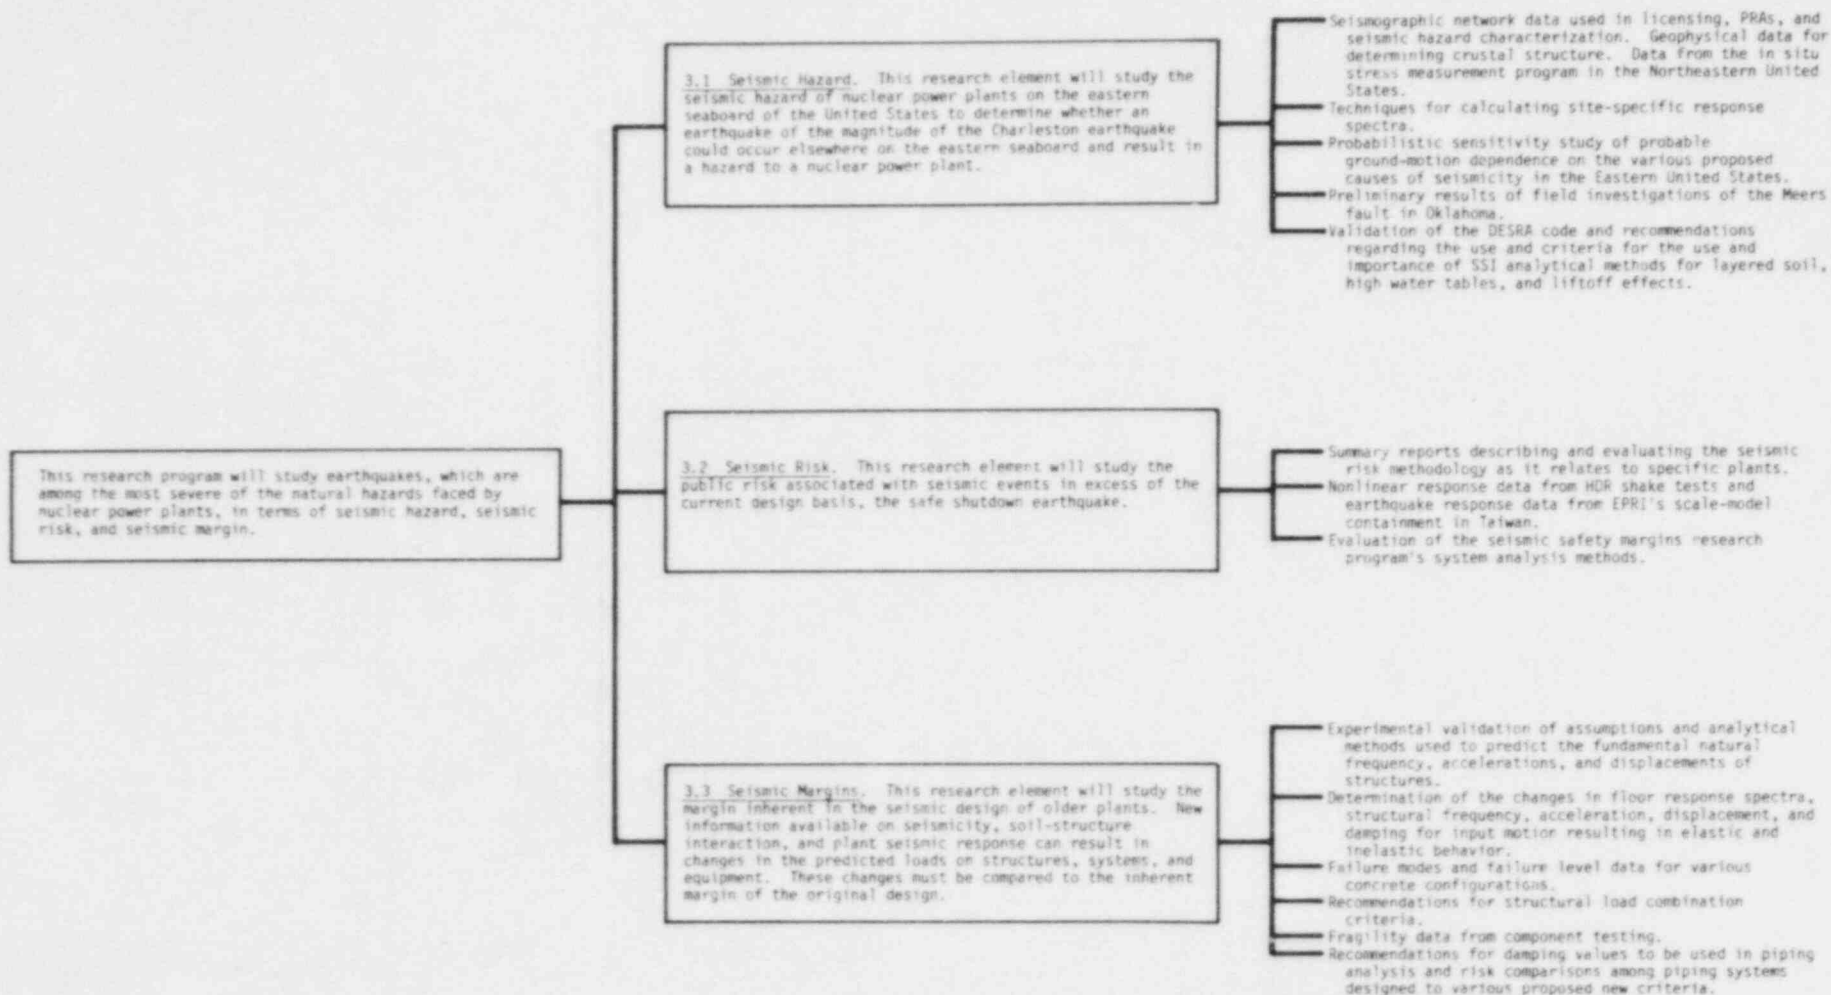 This research program will study earthquakes, which are
among the most severe of the natural hazards faced by
nuclear power plants, in terms of seismic hazard, seismic
risk, and seismic margin.
3.1 Seismic Hazard. This research element will study the
seismic hazard of nuclear power plants on the eastern
seaboard of the United States to determine whether an
earthquake of the magnitude of the Charleston earthquake
could occur elsewhere on the eastern seaboard and result in
a hazard to a nuclear power plant.
Seismographic network data used in licensing, PRAs, and
seismic hazard characterization. Geophysical data for
determining crustal structure. Data from the in situ
stress measurement program in the Northeastern United
States.
Techniques for calculating site-specific response
spectra.
Probabilistic sensitivity study of probable
ground-motion dependence on the various proposed
causes of seismicity in the Eastern United States.
Preliminary results of field investigations of the Meers
fault in Oklahoma.
Validation of the DESRA code and recommendations
regarding the use and criteria for the use and
importance of SSI analytical methods for layered soil,
high water tables, and liftoff effects.
3.2 Seismic Risk. This research element will study the
public risk associated with seismic events in excess of the
current design basis, the safe shutdown earthquake.
Summary reports describing and evaluating the seismic
risk methodology as it relates to specific plants.
Nonlinear response data from HDR shake tests and
earthquake response data from EPRI's scale-model
containment in Taiwan.
Evaluation of the seismic safety margins research
program's system analysis methods.
3.3 Seismic Margins. This research element will study the
margin inherent in the seismic design of older plants. New
information available on seismicity, soil-structure
interaction, and plant seismic response can result in
changes in the predicted loads on structures, systems, and
equipment. These changes must be compared to the inherent
margin of the original design.
Experimental validation of assumptions and analytical
methods used to predict the fundamental natural
frequency, accelerations, and displacements of
structures.
Determination of the changes in floor response spectra,
structural frequency, acceleration, displacement, and
damping for input motion resulting in elastic and
inelastic behavior.
Failure modes and failure level data for various
concrete configurations.
Recommendations for structural load combination
criteria.
Fragility data from component testing.
Recommendations for damping values to be used in piping
analysis and risk comparisons among piping systems
designed to various proposed new criteria.